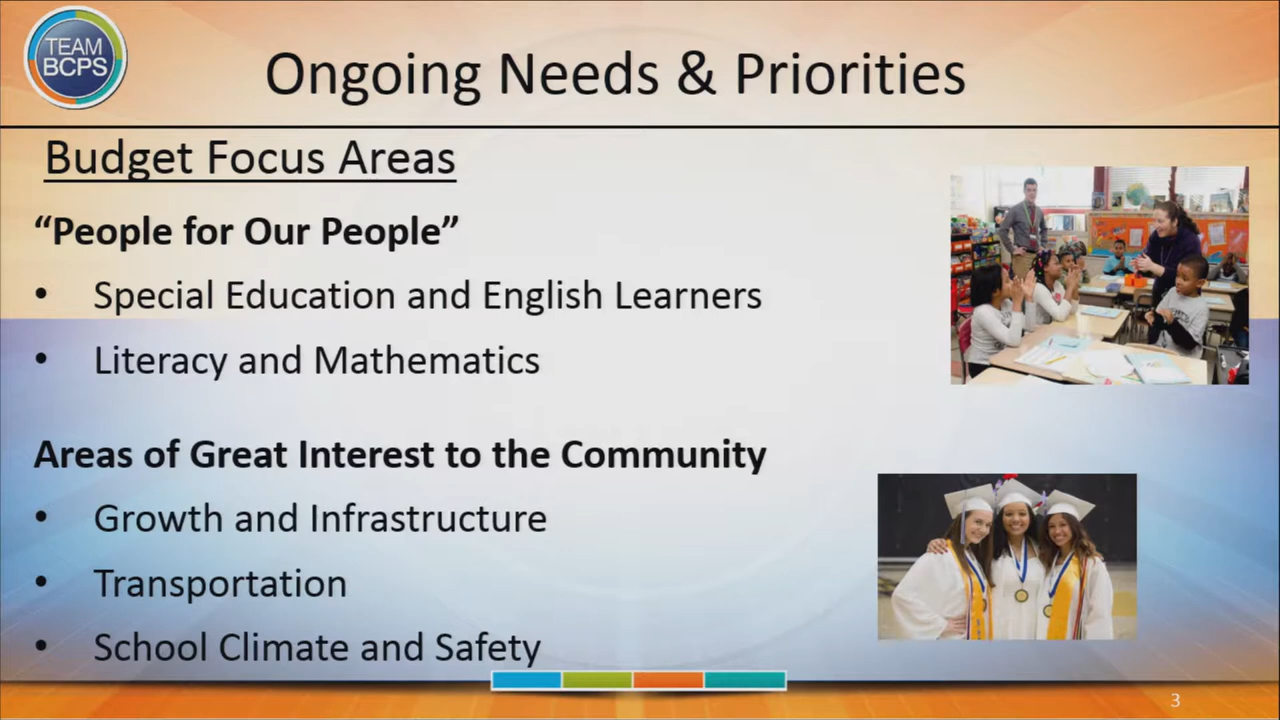 TEAM
BCPS
Ongoing Needs & Priorities
Budget Focus Areas
“People for Our People”
• Special Education and English Learners
• Literacy and Mathematics
Areas of Great Interest to the Community
• Growth and Infrastructure
• Transportation
• School Climate and Safety
3